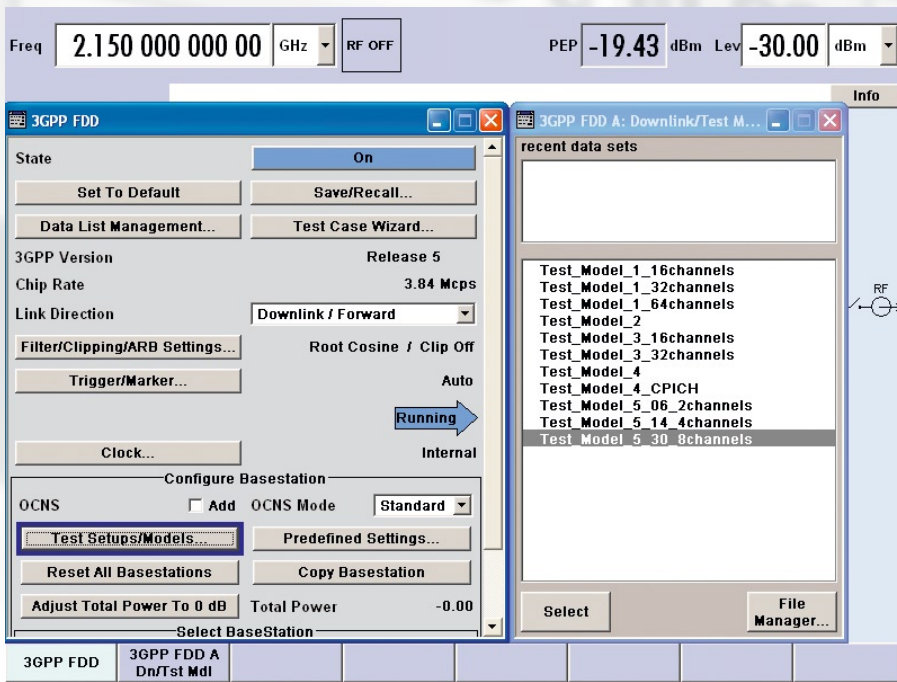 Freq 2.150 000 000 00 GHz RF OFF PEP -19.43 dBm Lev -30.00 dBm
Info
3GPP FDD
State On
Set To Default Save/Recall...
Data List Management... Test Case Wizard...
3GPP Version Release 5
Chip Rate 3.84 Mcps
Link Direction Downlink / Forward
Filter/Clipping/ARB Settings... Root Cosine / Clip Off
Trigger/Marker... Auto
Running
Clock... Internal
Configure Basestation
OCNS Add OCNS Mode Standard
Test Setups/Models... Predefined Settings...
Reset All Basestations Copy Basestation
Adjust Total Power To 0 dB Total Power -0.00
Select BaseStation
3GPP FDD A: Downlink/Test M...
recent data sets
Test_Model_1_16channels
Test_Model_1_32channels
Test_Model_1_64channels
Test_Model_2
Test_Model_3_16channels
Test_Model_3_32channels
Test_Model_4
Test_Model_4_CPICH
Test_Model_5_06_2channels
Test_Model_5_14_4channels
Test_Model_5_30_8channels
Select
File
Manager...
RF
3GPP FDD
3GPP FDD A
Dn/Tst Mdl